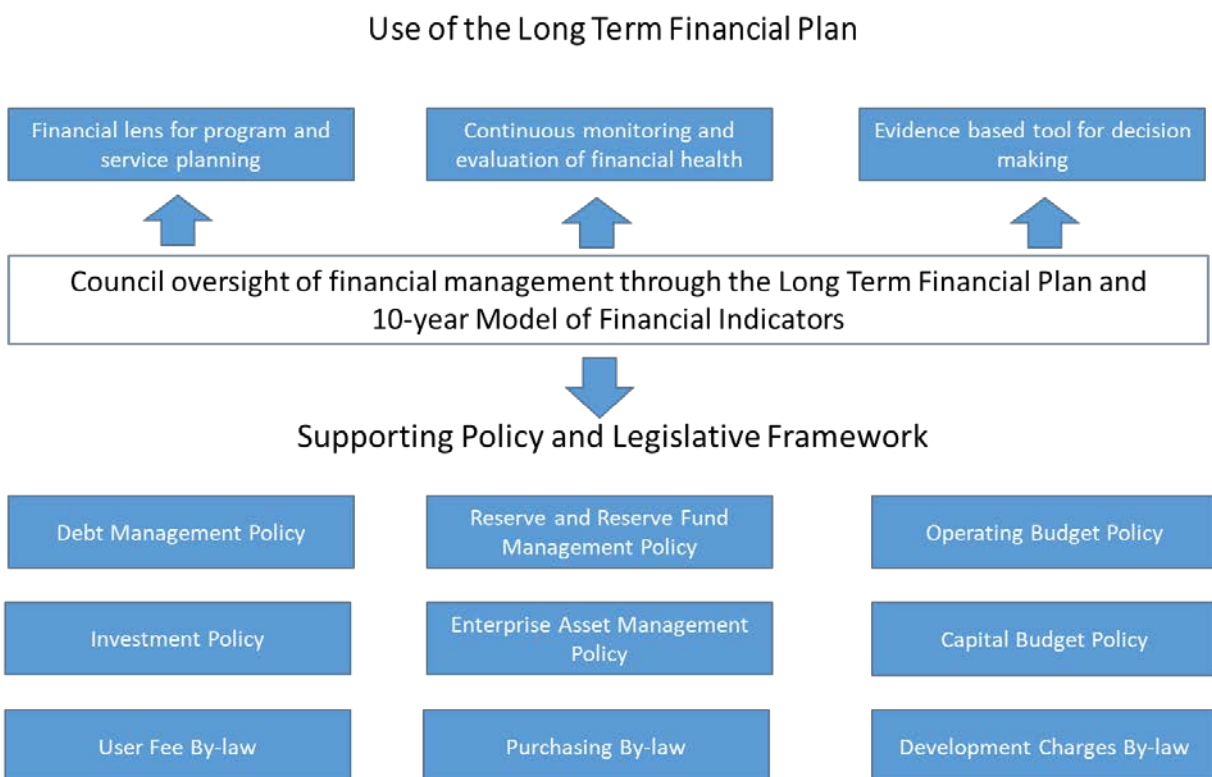 Use of the Long Term Financial Plan
Financial lens for program and
service planning
Continuous monitoring and
evaluation of financial health
Evidence based tool for decision
making
Council oversight of financial management through the Long Term Financial Plan and
10-year Model of Financial Indicators
Supporting Policy and Legislative Framework
Debt Management Policy
Reserve and Reserve Fund
Management Policy
Operating Budget Policy
Investment Policy
Enterprise Asset Management
Policy
Capital Budget Policy
User Fee By-law
Purchasing By-law
Development Charges By-law